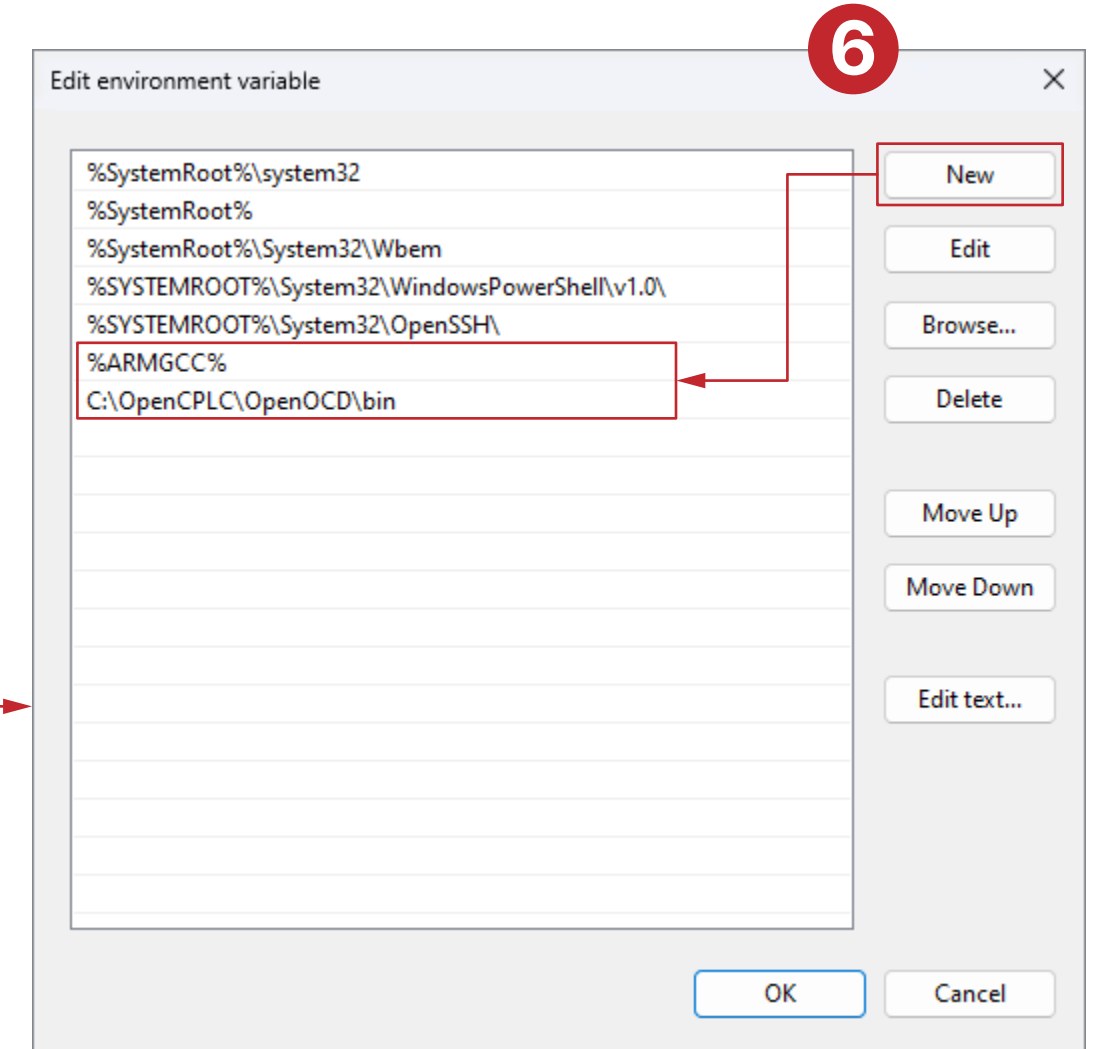 6
Edit environment variable
%SystemRoot%\system32
%SystemRoot%
%SystemRoot%\System32\Wbem
%SYSTEMROOT%\System32\WindowsPowerShell\v1.0\
%SYSTEMROOT%\System32\OpenSSH\
%ARMGCC%
C:\OpenCPLC\OpenOCD\bin
New
Edit
Browse...
Delete
Move Up
Move Down
Edit text...
OK
Cancel